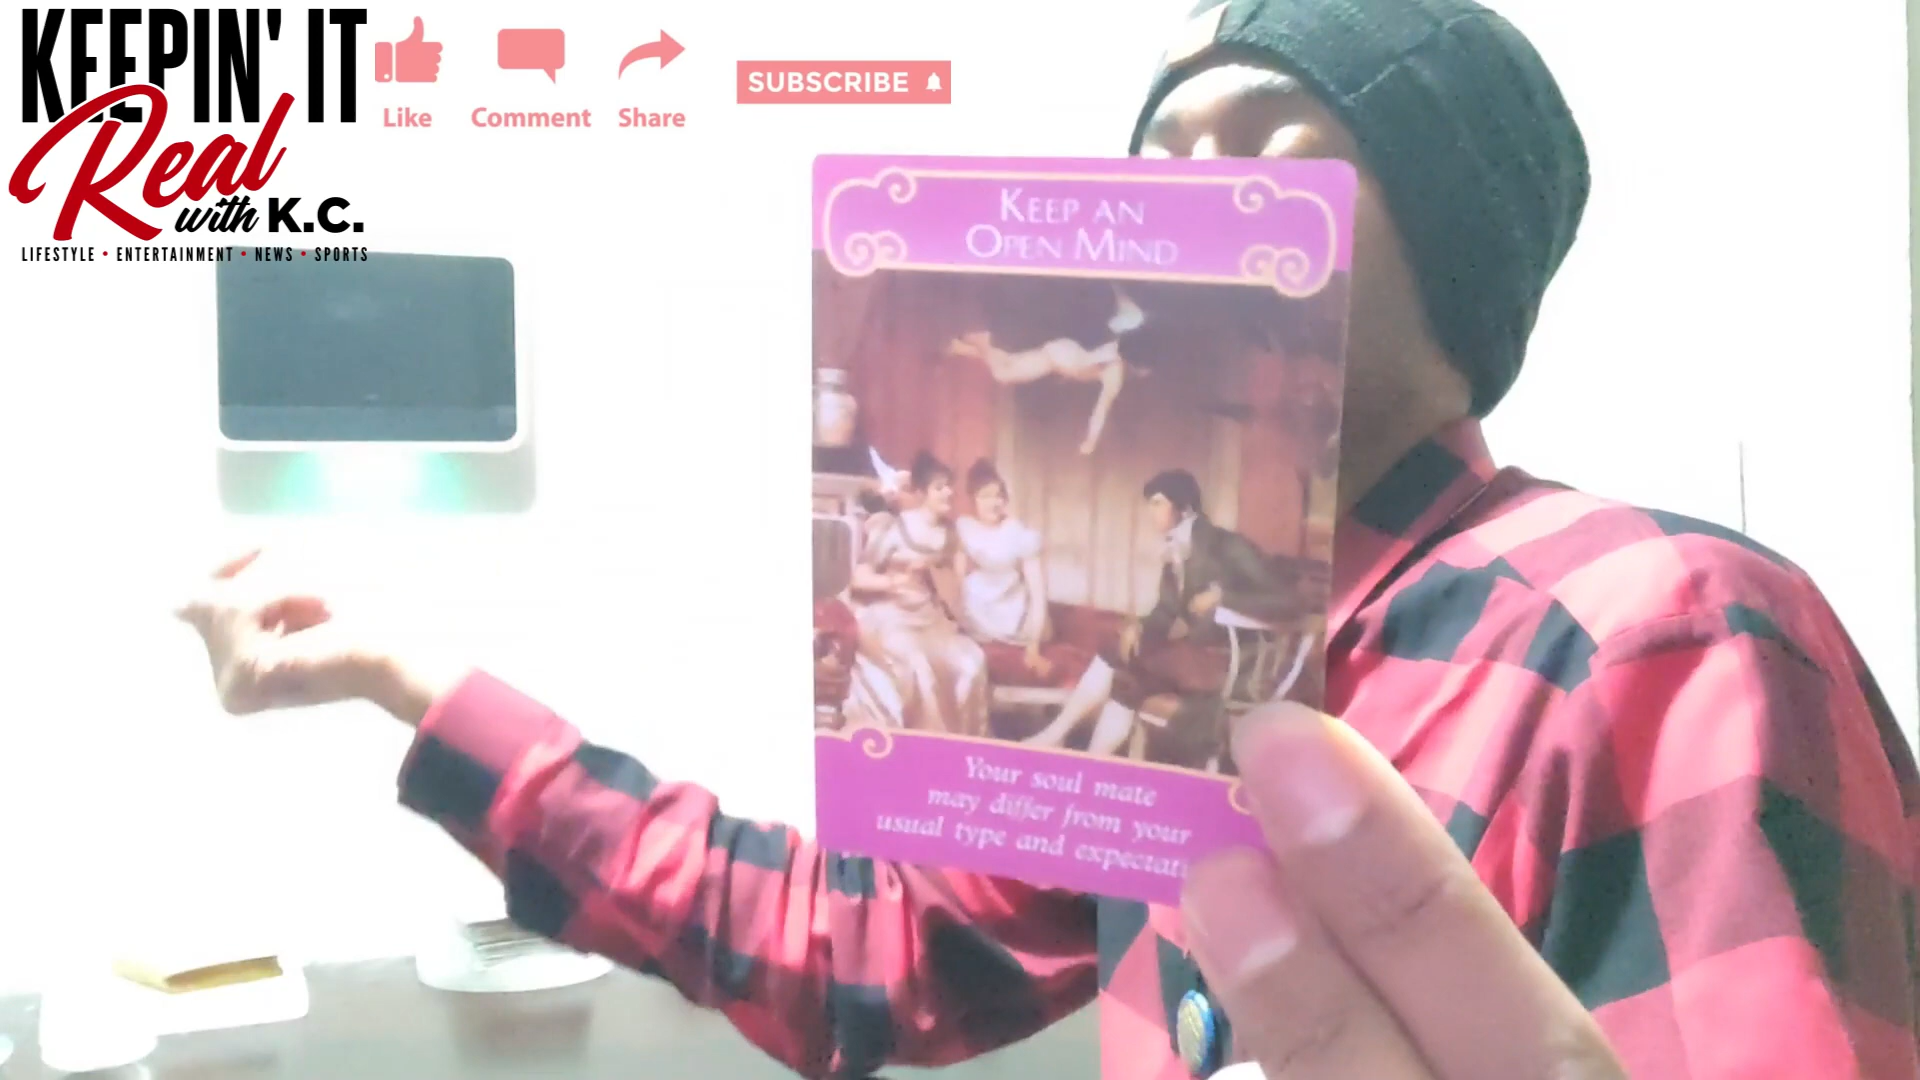 KEEPIN' IT
Real
with K.C.
LIFESTYLE • ENTERTAINMENT • NEWS • SPORTS
Like
Comment
Share
SUBSCRIBE
KEEP AN
OPEN MIND
Your soul mate
may differ from your
usual type and